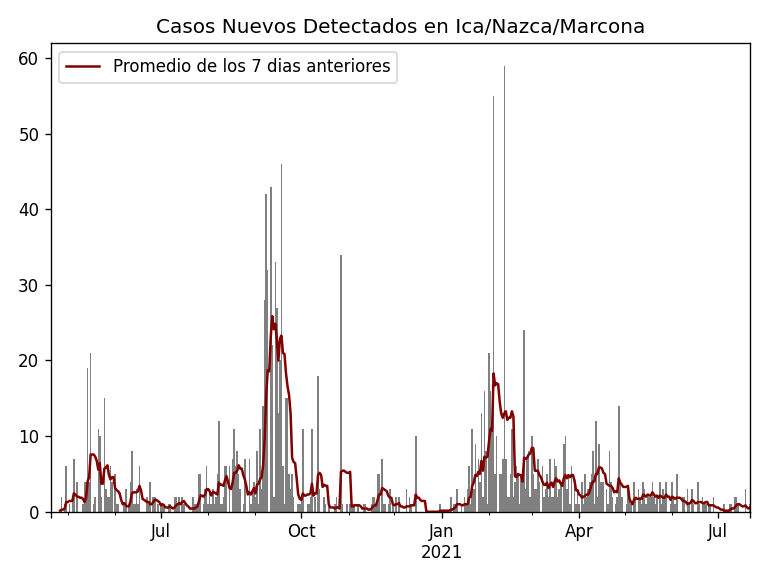 Casos Nuevos Detectados en Ica/Nazca/Marcona
Promedio de los 7 dias anteriores
60
50
40
30
20
10
0
Jul
Oct
Jan
2021
Apr
Jul